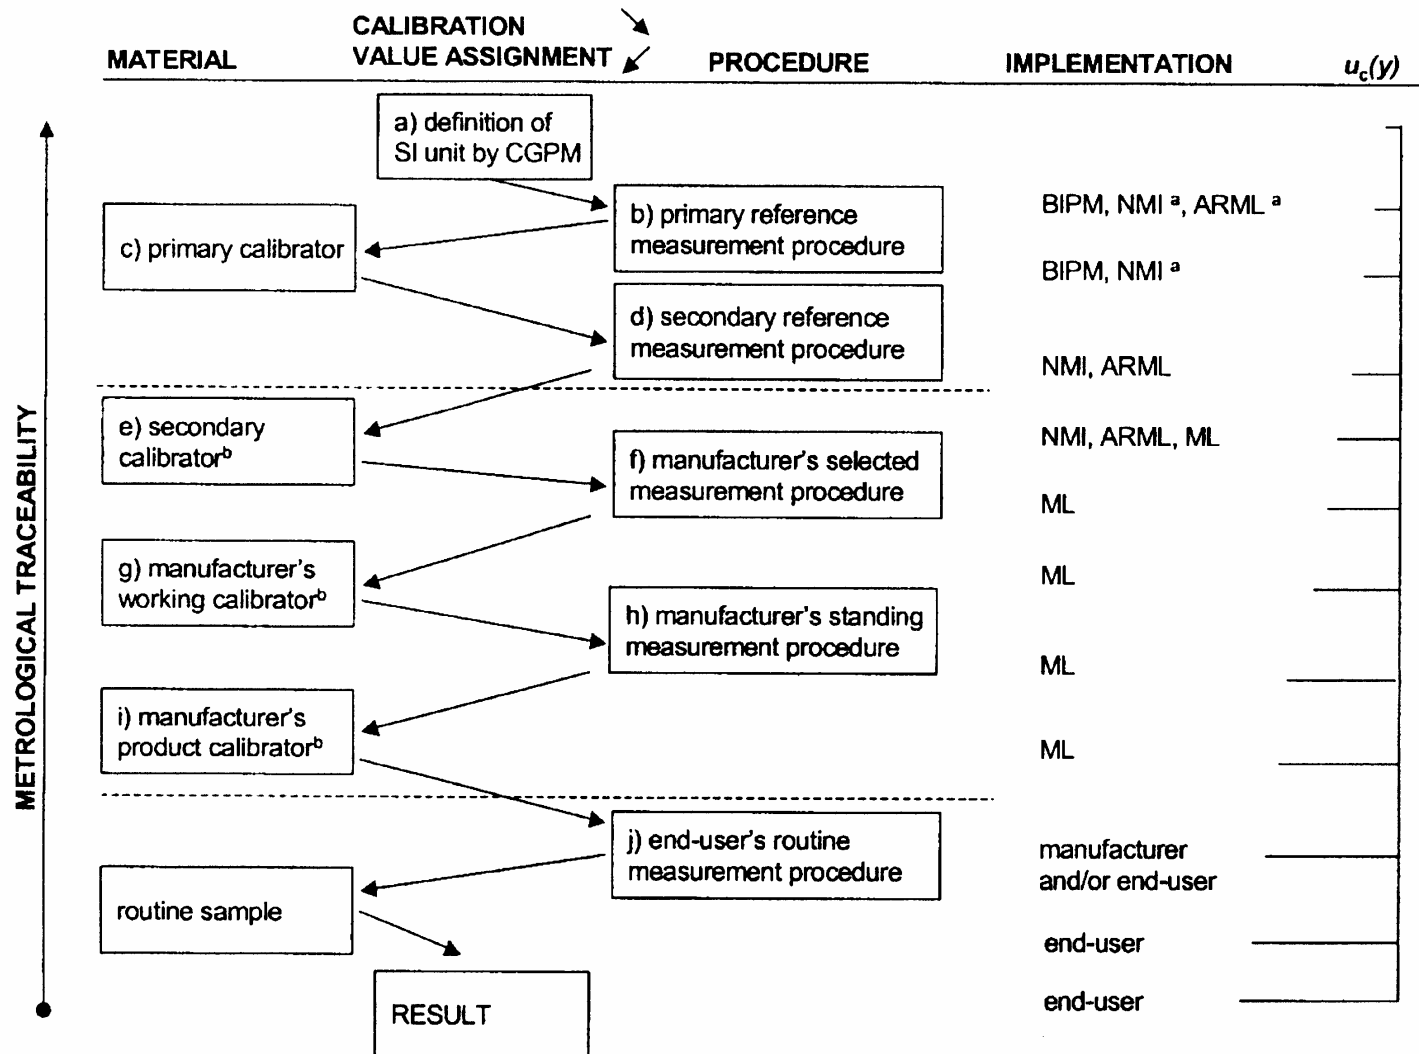 CALIBRATION
MATERIAL VALUE ASSIGNMENT PROCEDURE IMPLEMENTATION uc(y)
a) definition of
SI unit by CGPM
b) primary reference
measurement procedure
BIPM, NMI a, ARML a
c) primary calibrator
BIPM, NMI a
d) secondary reference
measurement procedure
NMI, ARML
e) secondary
calibratorb
NMI, ARML, ML
f) manufacturer's selected
measurement procedure
ML
g) manufacturer's
working calibratorb
ML
h) manufacturer's standing
measurement procedure
ML
i) manufacturer's
product calibratorb
ML
j) end-user's routine
measurement procedure
manufacturer
and/or end-user
routine sample
end-user
RESULT
end-user
METROLOGICAL TRACEABILITY